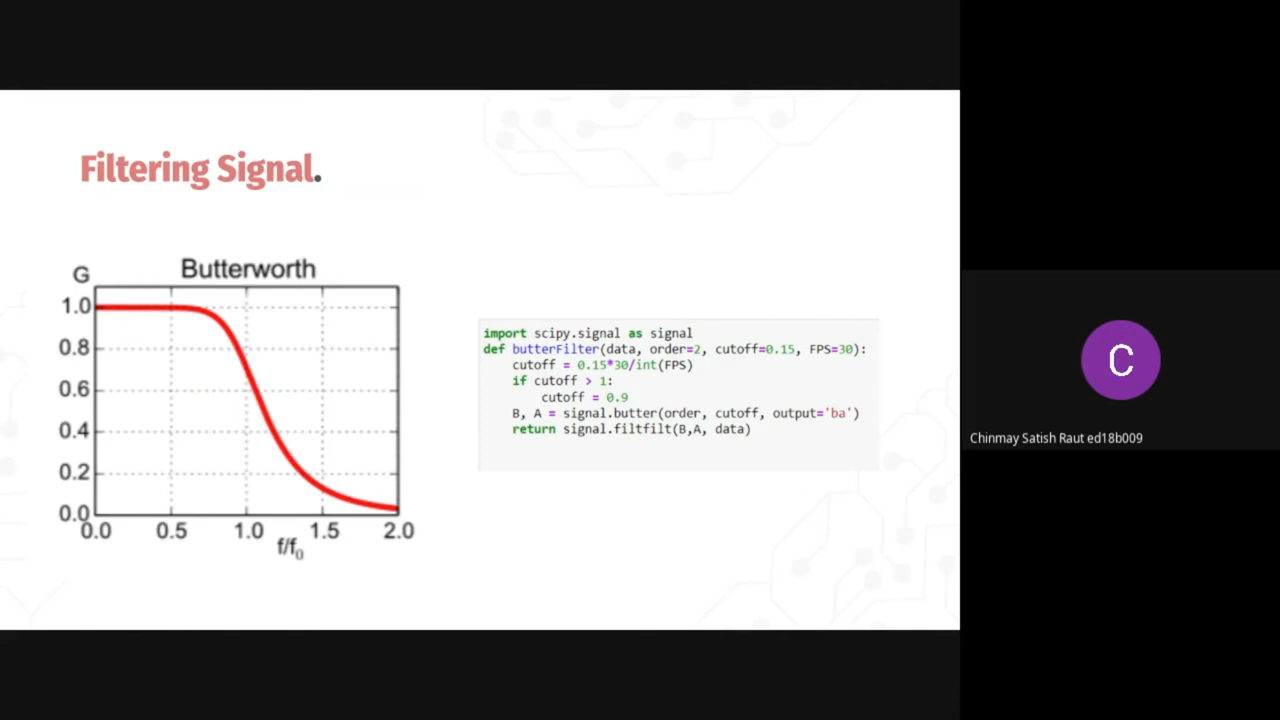 Filtering Signal.
G
Butterworth
1.0
0.8
0.6
0.4
0.2
0.0
0.0 0.5 1.0 1.5 2.0
f/f₀
import scipy.signal as signal
def butterFilter(data, order=2, cutoff=0.15, FPS=30):
    cutoff = 0.15*30/int(FPS)
    if cutoff > 1:
        cutoff = 0.9
    B, A = signal.butter(order, cutoff, output='ba')
    return signal.filtfilt(B,A, data)
C
Chinmay Satish Raut ed18b009